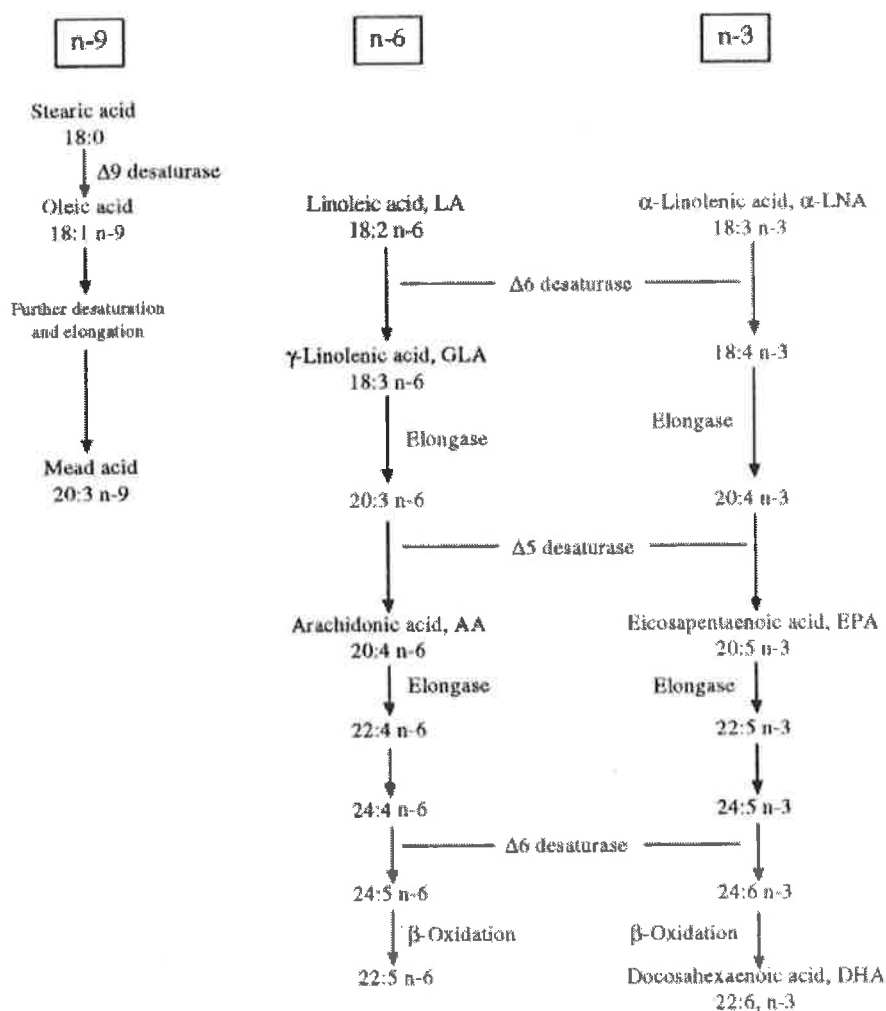 n-9
n-6
n-3
Stearic acid
18:0
Δ9 desaturase
Oleic acid
18:1 n-9
Further desaturation
and elongation
Mead acid
20:3 n-9
Linoleic acid, LA
18:2 n-6
α-Linolenic acid, α-LNA
18:3 n-3
Δ6 desaturase
γ-Linolenic acid, GLA
18:3 n-6
18:4 n-3
Elongase
Elongase
20:3 n-6
20:4 n-3
Δ5 desaturase
Arachidonic acid, AA
20:4 n-6
Eicosapentaenoic acid, EPA
20:5 n-3
Elongase
Elongase
22:4 n-6
22:5 n-3
24:4 n-6
24:5 n-3
Δ6 desaturase
24:5 n-6
24:6 n-3
β-Oxidation
β-Oxidation
22:5 n-6
Docosahexaenoic acid, DHA
22:6, n-3